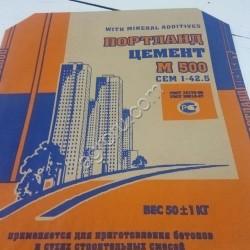 WITH MINERAL ADDITIVES
ПОРТЛАНД
ЦЕМЕНТ
М 500
CEM I-42.5
ВЕС 50±1 КГ
применяется для приготовления бетонов
и сухих строительных смесей